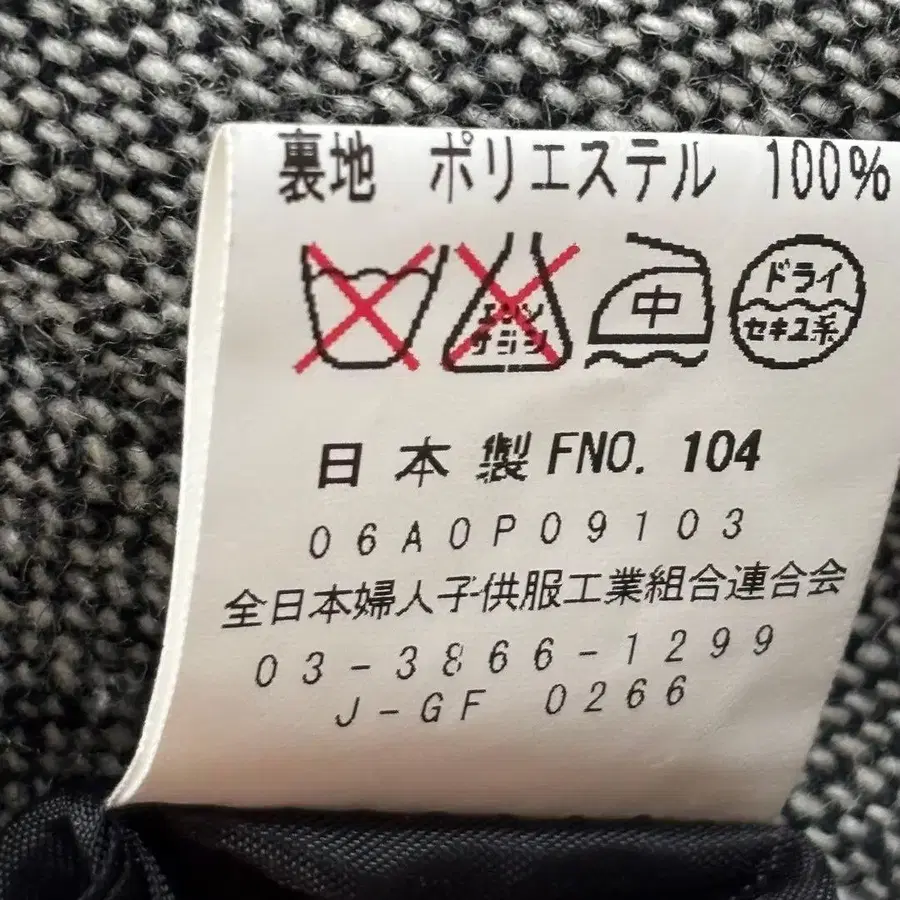 裏地 ポリエステル 100%
エンソ サラシ 中 ドライ セキユ系
日本製 FNO. 104
06A0P09103
全日本婦人子供服工業組合連合会
03-3866-1299
J-GF 0266